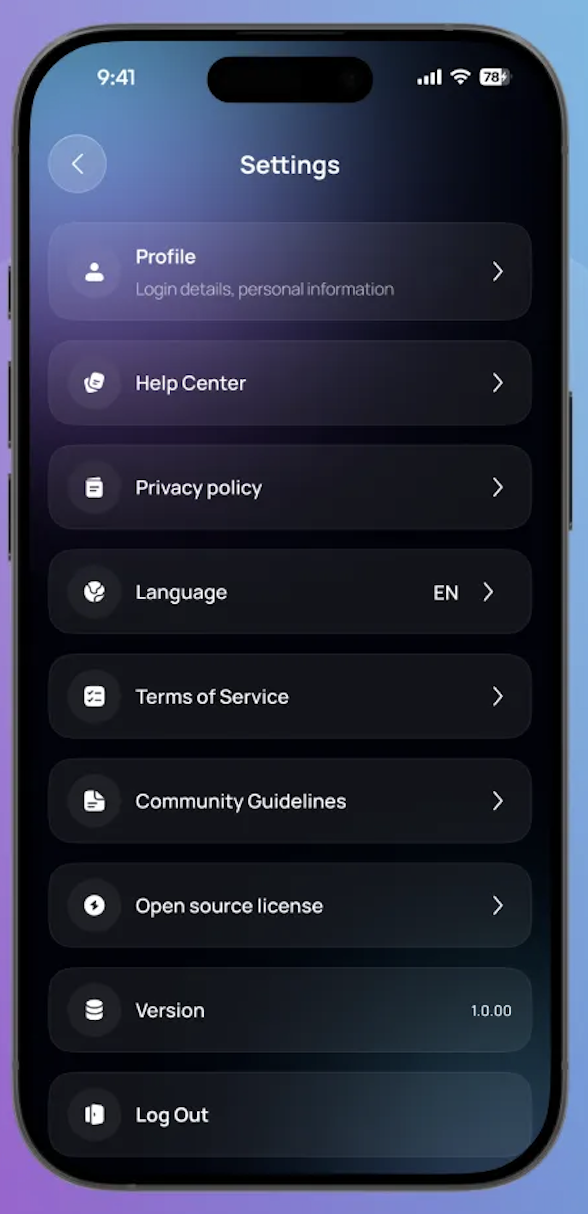 9:41
78
Settings
Profile
Login details, personal information
Help Center
Privacy policy
Language EN
Terms of Service
Community Guidelines
Open source license
Version 1.0.00
Log Out